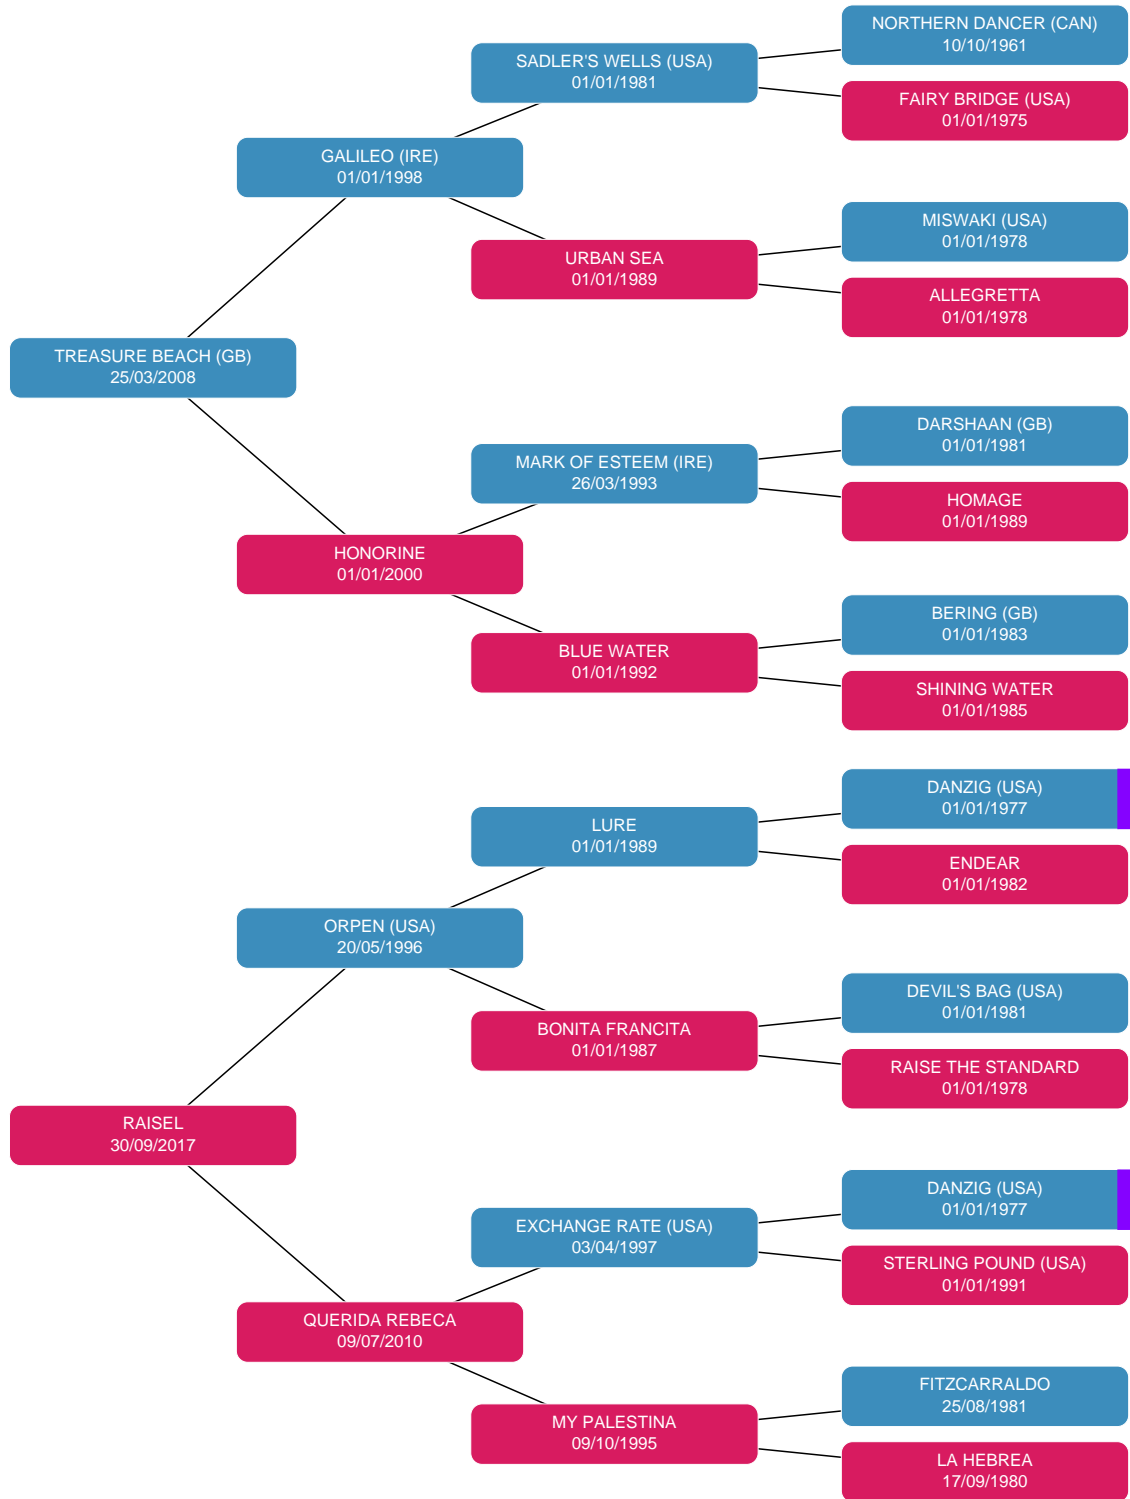 NORTHERN DANCER (CAN)
10/10/1961
SADLER'S WELLS (USA)
01/01/1981
FAIRY BRIDGE (USA)
01/01/1975
GALILEO (IRE)
01/01/1998
MISWAKI (USA)
01/01/1978
URBAN SEA
01/01/1989
ALLEGRETTA
01/01/1978
TREASURE BEACH (GB)
25/03/2008
DARSHAAN (GB)
01/01/1981
MARK OF ESTEEM (IRE)
26/03/1993
HOMAGE
01/01/1989
HONORINE
01/01/2000
BERING (GB)
01/01/1983
BLUE WATER
01/01/1992
SHINING WATER
01/01/1985
DANZIG (USA)
01/01/1977
LURE
01/01/1989
ENDEAR
01/01/1982
ORPEN (USA)
20/05/1996
DEVIL'S BAG (USA)
01/01/1981
BONITA FRANCITA
01/01/1987
RAISE THE STANDARD
01/01/1978
RAISEL
30/09/2017
DANZIG (USA)
01/01/1977
EXCHANGE RATE (USA)
03/04/1997
STERLING POUND (USA)
01/01/1991
QUERIDA REBECA
09/07/2010
FITZCARRALDO
25/08/1981
MY PALESTINA
09/10/1995
LA HEBREA
17/09/1980